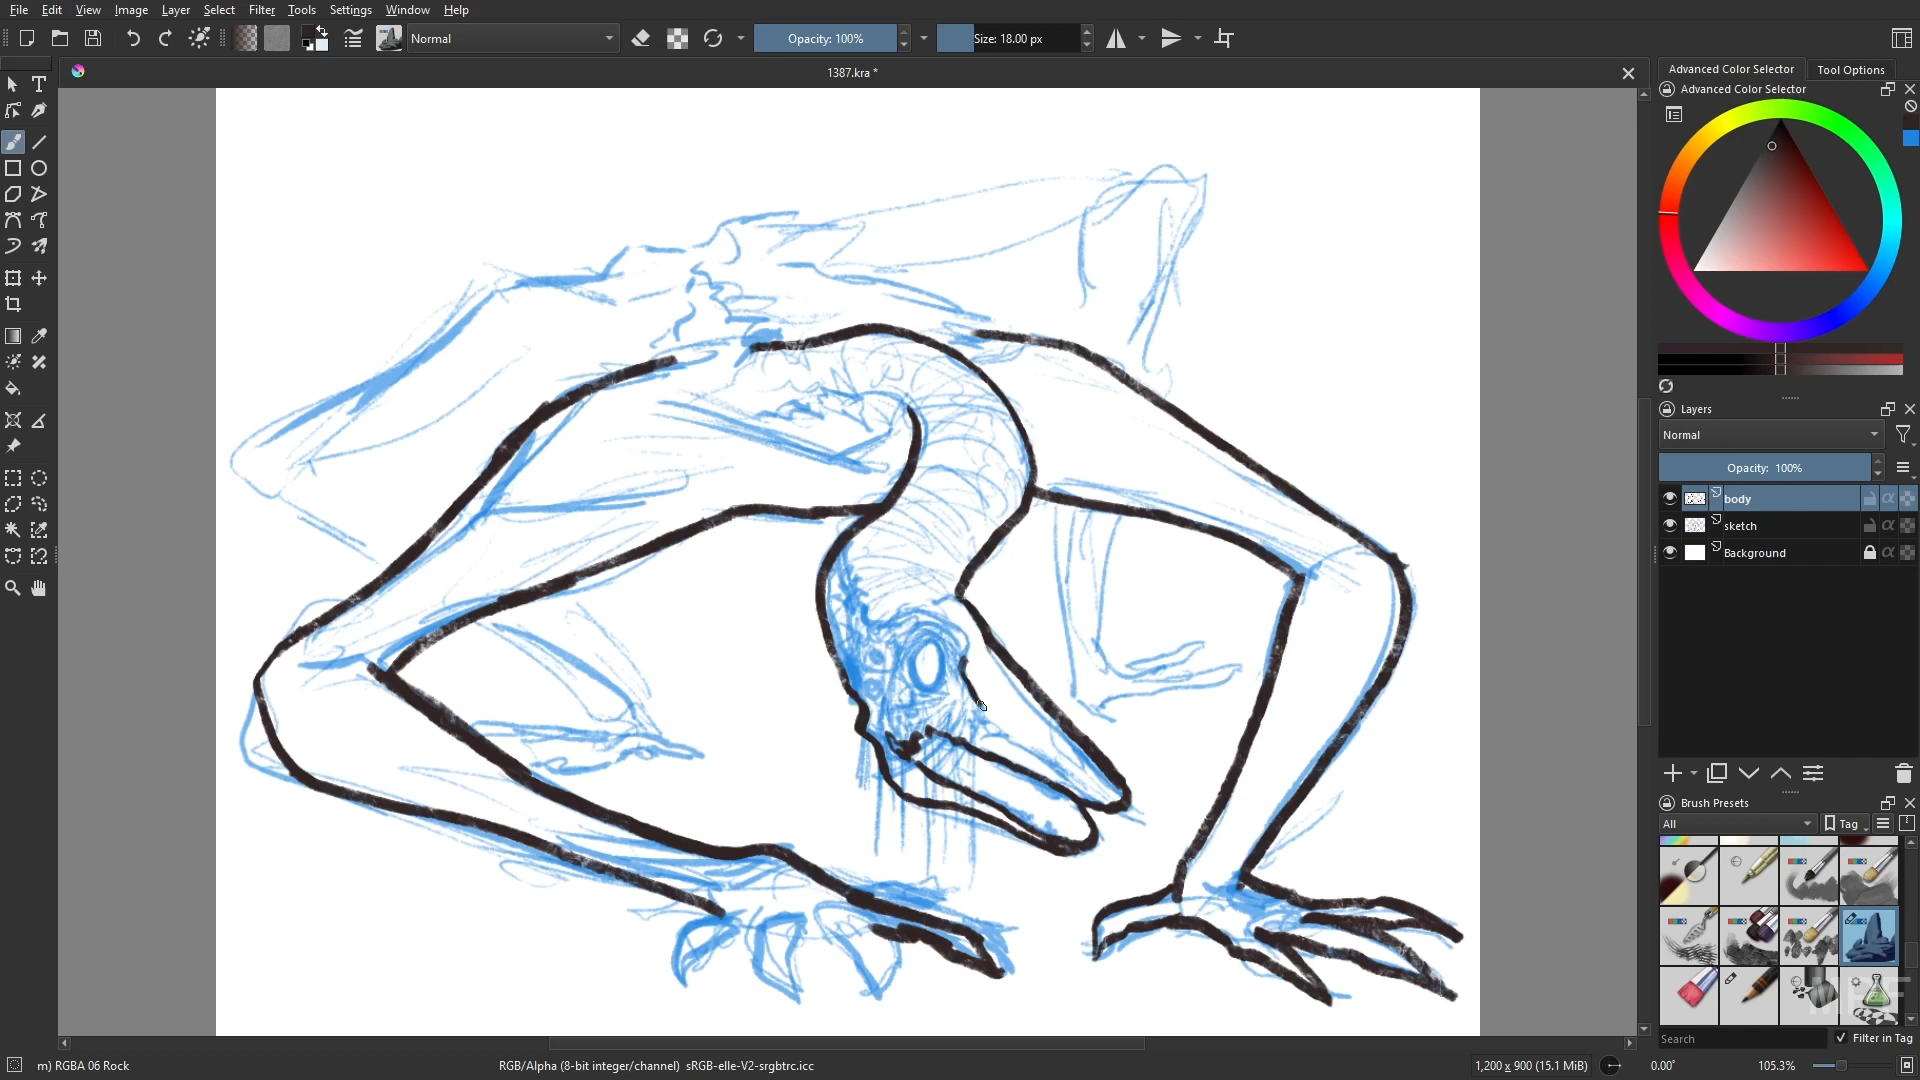 File Edit View Image Layer Select Filter Tools Settings Window Help
Normal Opacity: 100% Size: 18.00 px
1387.kra *
Advanced Color Selector Tool Options
Advanced Color Selector
Layers
Normal
Opacity: 100%
body
sketch
Background
Brush Presets
All Tag
Search Filter in Tag
m) RGBA 06 Rock RGB/Alpha (8-bit integer/channel) sRGB-elle-V2-srgbtrc.icc 1,200 x 900 (15.1 MiB) 0.00° 105.3%